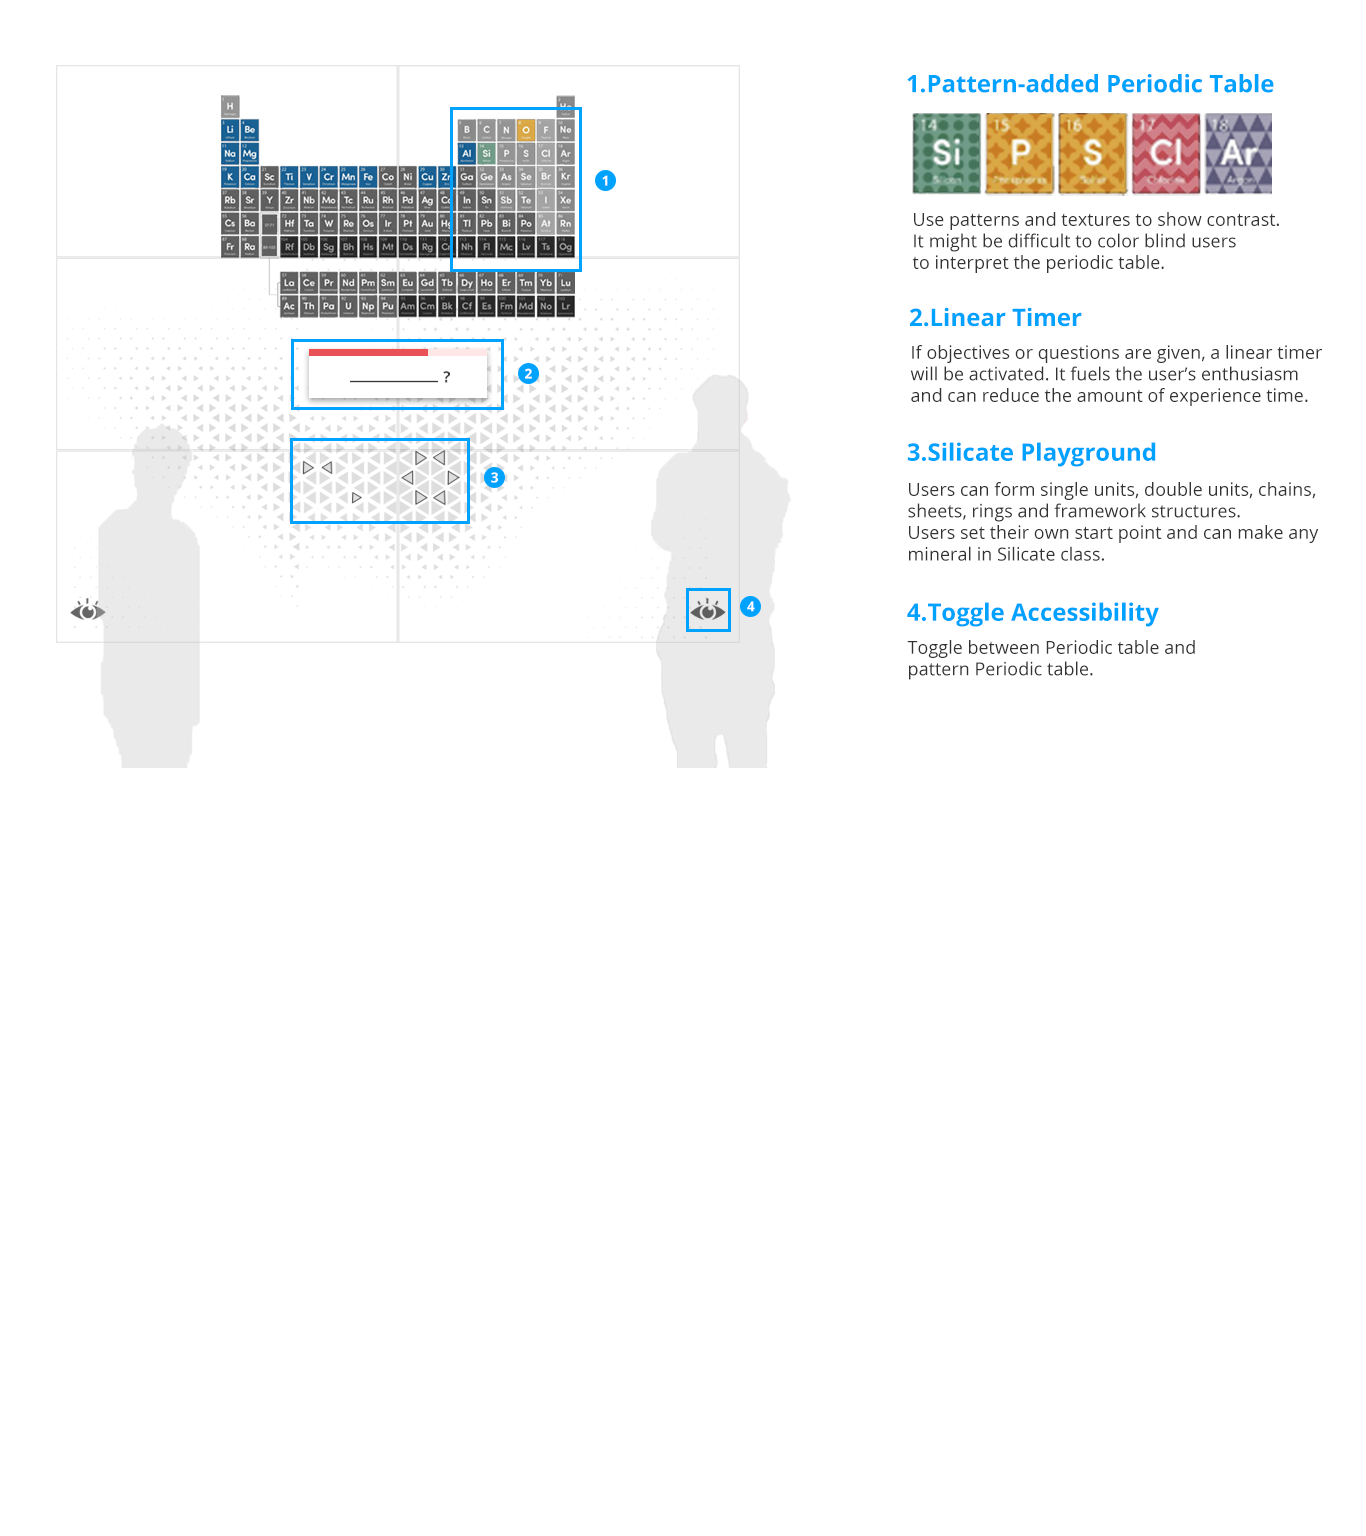 H He
Li Be B C N O F Ne
Na Mg Al Si P S Cl Ar
K Ca Sc Ti V Cr Mn Fe Co Ni Cu Zn Ga Ge As Se Br Kr
Rb Sr Y Zr Nb Mo Tc Ru Rh Pd Ag Cd In Sn Sb Te I Xe
Cs Ba 57-71 Hf Ta W Re Os Ir Pt Au Hg Tl Pb Bi Po At Rn
Fr Ra 89-103 Rf Db Sg Bh Hs Mt Ds Rg Cn Nh Fl Mc Lv Ts Og
La Ce Pr Nd Pm Sm Eu Gd Tb Dy Ho Er Tm Yb Lu
Ac Th Pa U Np Pu Am Cm Bk Cf Es Fm Md No Lr
1
?
2
3
4
1.Pattern-added Periodic Table
14 15 16 17 18
Si P S Cl Ar
Use patterns and textures to show contrast.
It might be difficult to color blind users
to interpret the periodic table.
2.Linear Timer
If objectives or questions are given, a linear timer
will be activated. It fuels the user’s enthusiasm
and can reduce the amount of experience time.
3.Silicate Playground
Users can form single units, double units, chains,
sheets, rings and framework structures.
Users set their own start point and can make any
mineral in Silicate class.
4.Toggle Accessibility
Toggle between Periodic table and
pattern Periodic table.